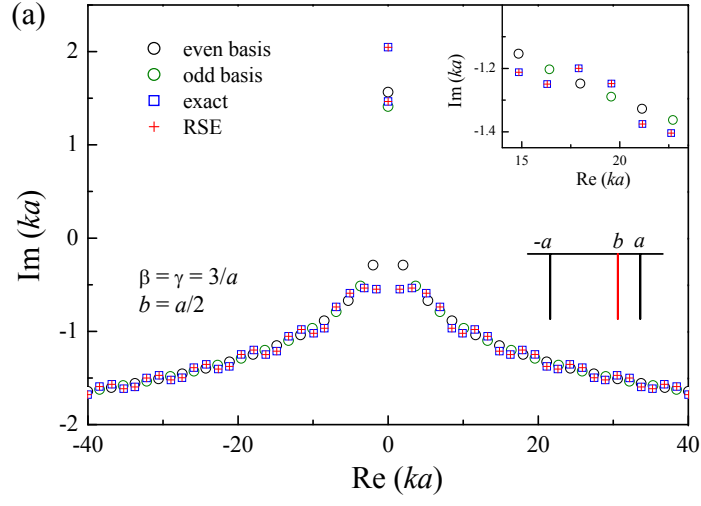 (a)
even basis
odd basis
exact
RSE
Im (ka)
2
1
0
-1
-2
-40
-20
0
20
40
Re (ka)
β = γ = 3/a
b = a/2
-a
b
a
Im (ka)
-1.2
-1.4
15
20
Re (ka)